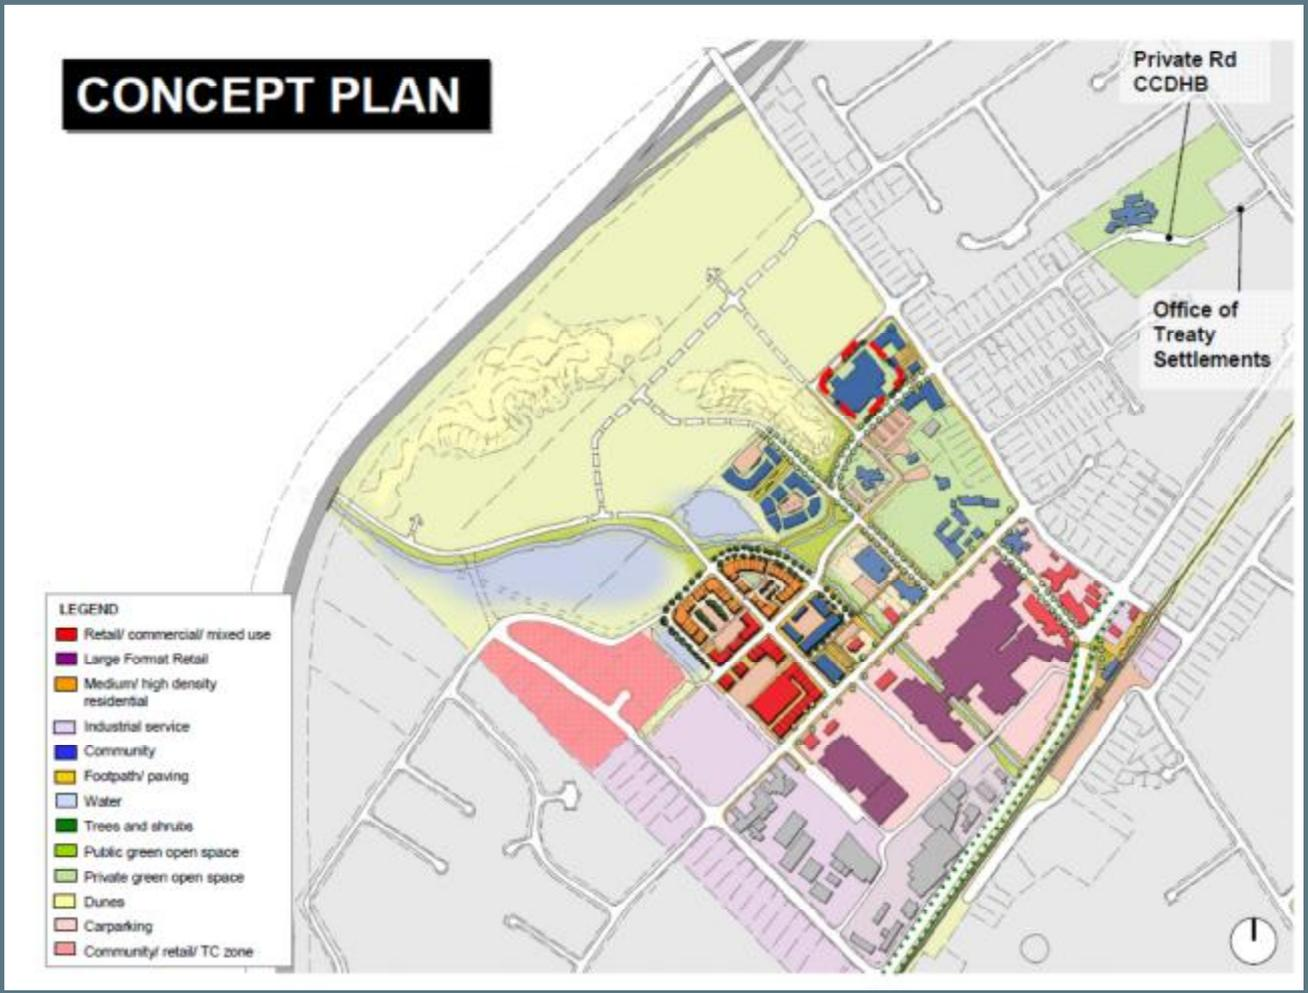 CONCEPT PLAN
Private Rd
CCDHB
Office of
Treaty
Settlements
LEGEND
Retail/ commercial/ mixed use
Large Format Retail
Medium/ high density
residential
Industrial service
Community
Footpath/ paving
Water
Trees and shrubs
Public green open space
Private green open space
Dunes
Carparking
Community/ retail/ TC zone